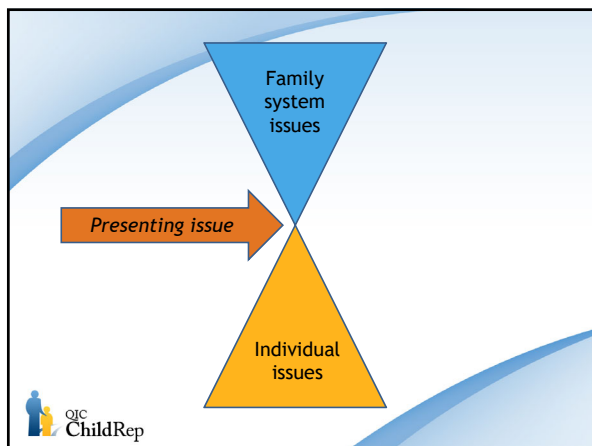 Family
system
issues
Presenting issue
Individual
issues
QIC
ChildRep